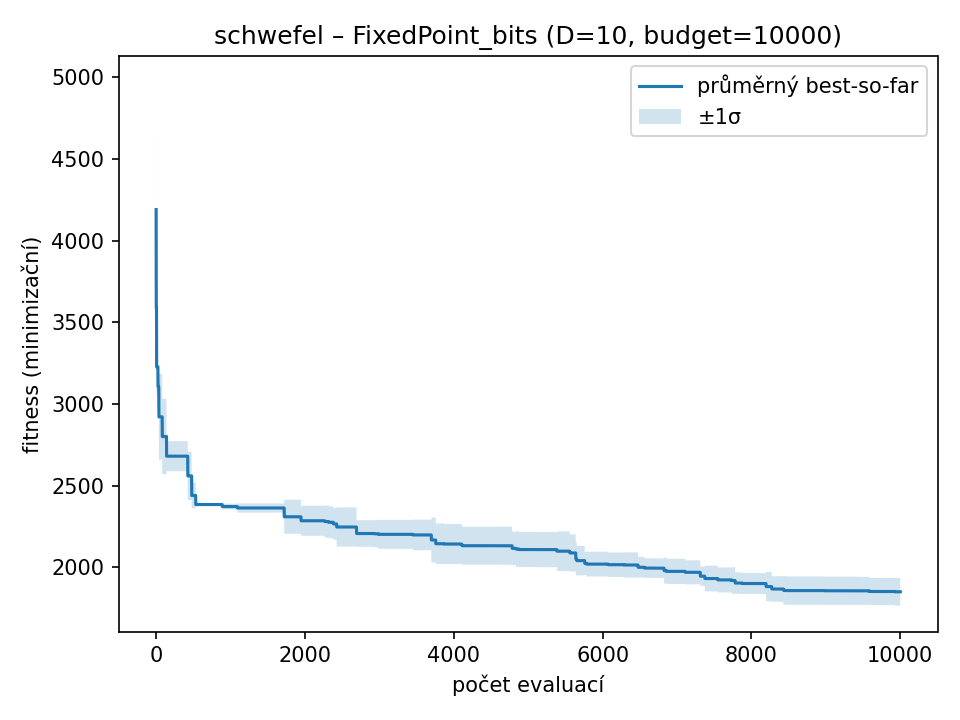 schwefel – FixedPoint_bits (D=10, budget=10000)
průměrný best-so-far
±1σ
fitness (minimizační)
5000
4500
4000
3500
3000
2500
2000
0
2000
4000
6000
8000
10000
počet evaluací